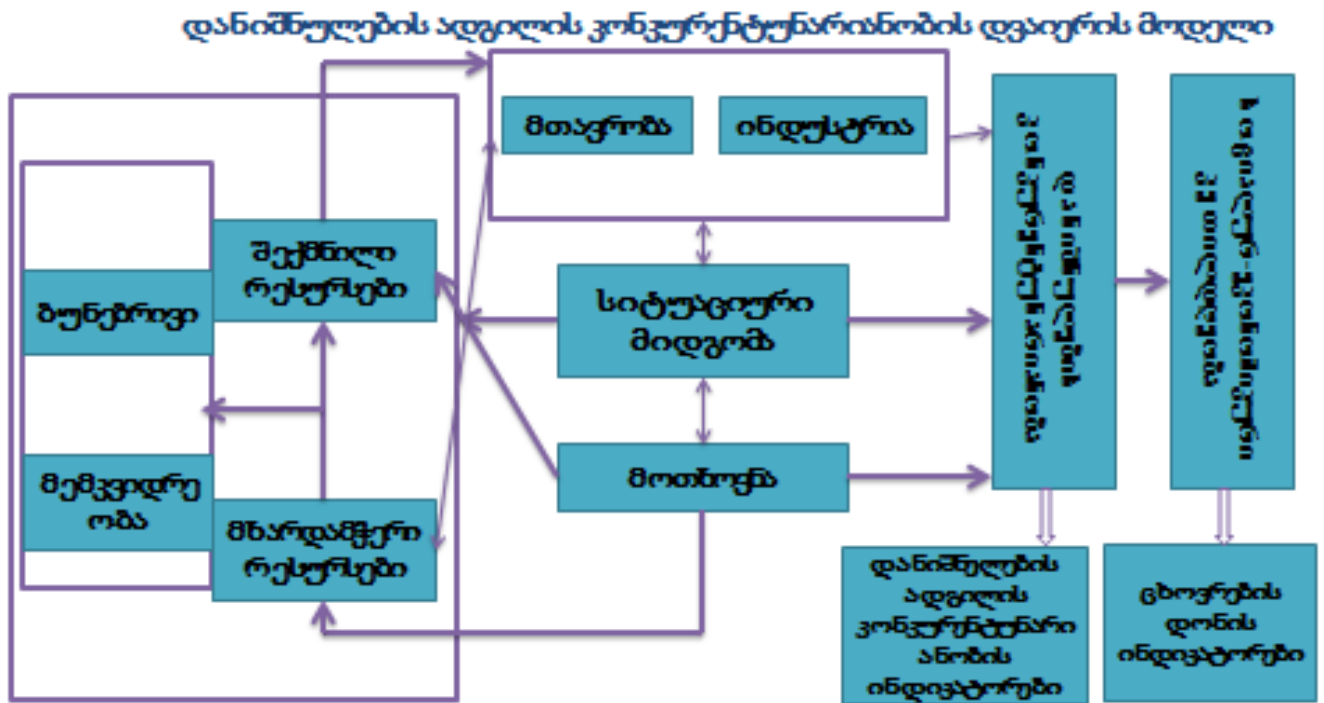 დანიშნულების ადგილის კონკურენტუნარიანობის დვაიერის მოდელი
მთავრობა
ინდუსტრია
შექმნილი
რესურსები
ბუნებრივი
სიტუაციური
მიდგომა
მემკვიდრე
ობა
მხარდამჭერი
რესურსები
მოთხოვნა
დანიშნულების
ადგილის
კონკურენტუნარი
ანობის
ინდიკატორები
ცხოვრების
დონის
ინდიკატორები